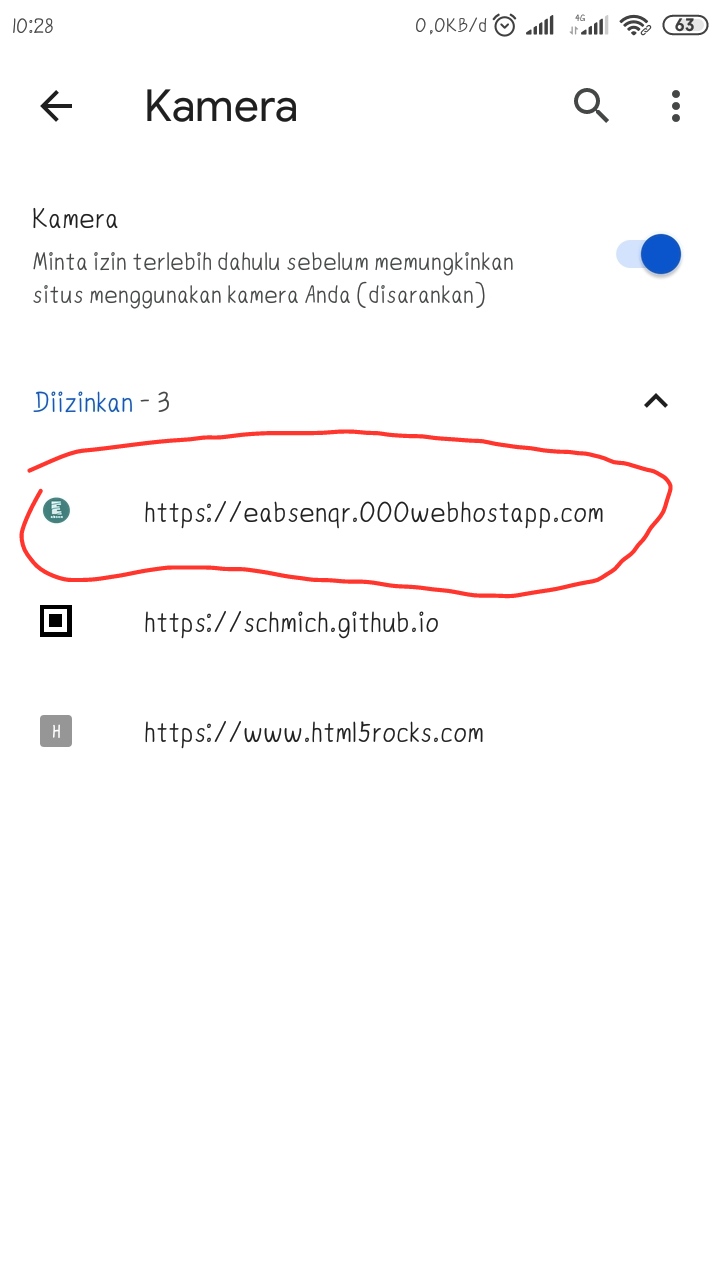 10:28 0,0KB/d 4G 63
Kamera
Kamera
Minta izin terlebih dahulu sebelum memungkinkan
situs menggunakan kamera Anda (disarankan)
Diizinkan - 3
https://eabsenqr.000webhostapp.com
https://schmich.github.io
H https://www.html5rocks.com